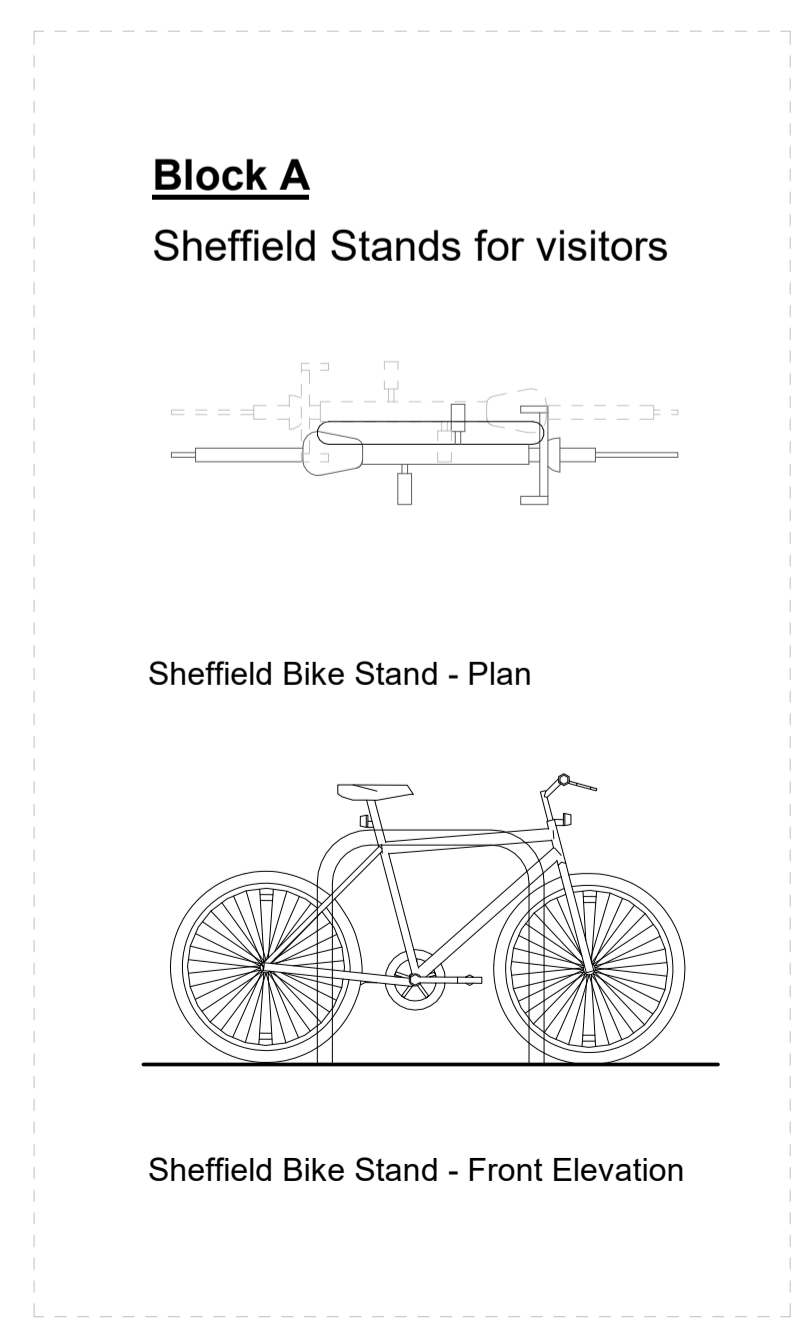 Block A
Sheffield Stands for visitors
Sheffield Bike Stand - Plan
Sheffield Bike Stand - Front Elevation